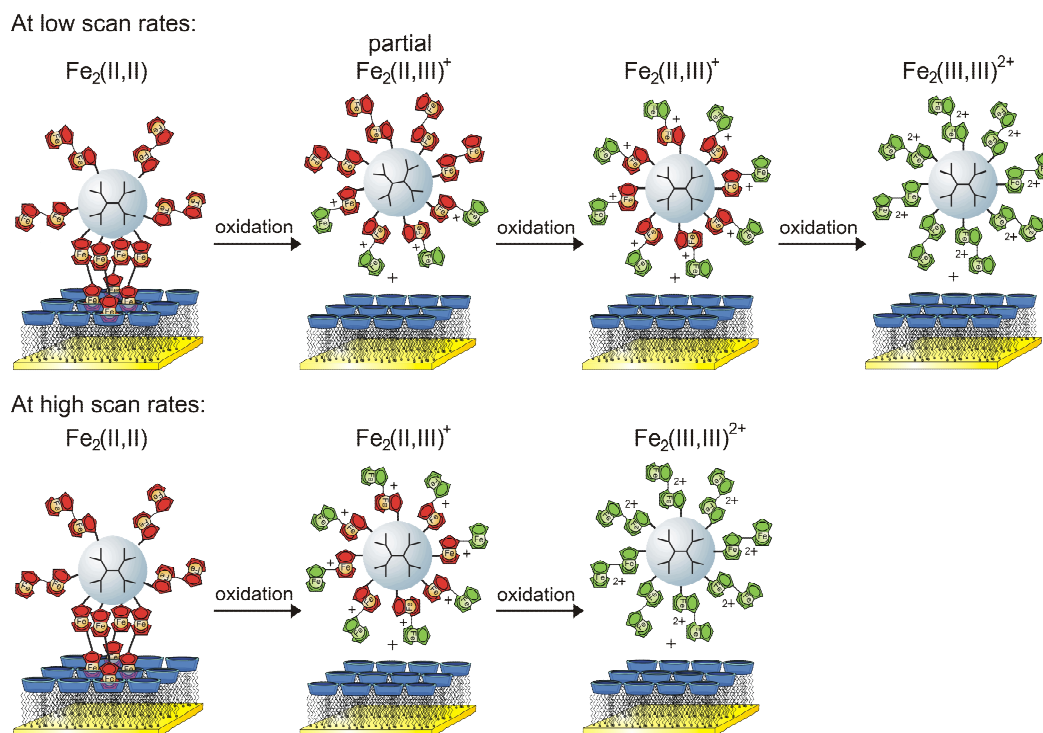 At low scan rates:
partial
Fe₂(II,II) Fe₂(II,III)⁺ Fe₂(II,III)⁺ Fe₂(III,III)²⁺
oxidation oxidation oxidation
At high scan rates:
Fe₂(II,II) Fe₂(II,III)⁺ Fe₂(III,III)²⁺
oxidation oxidation